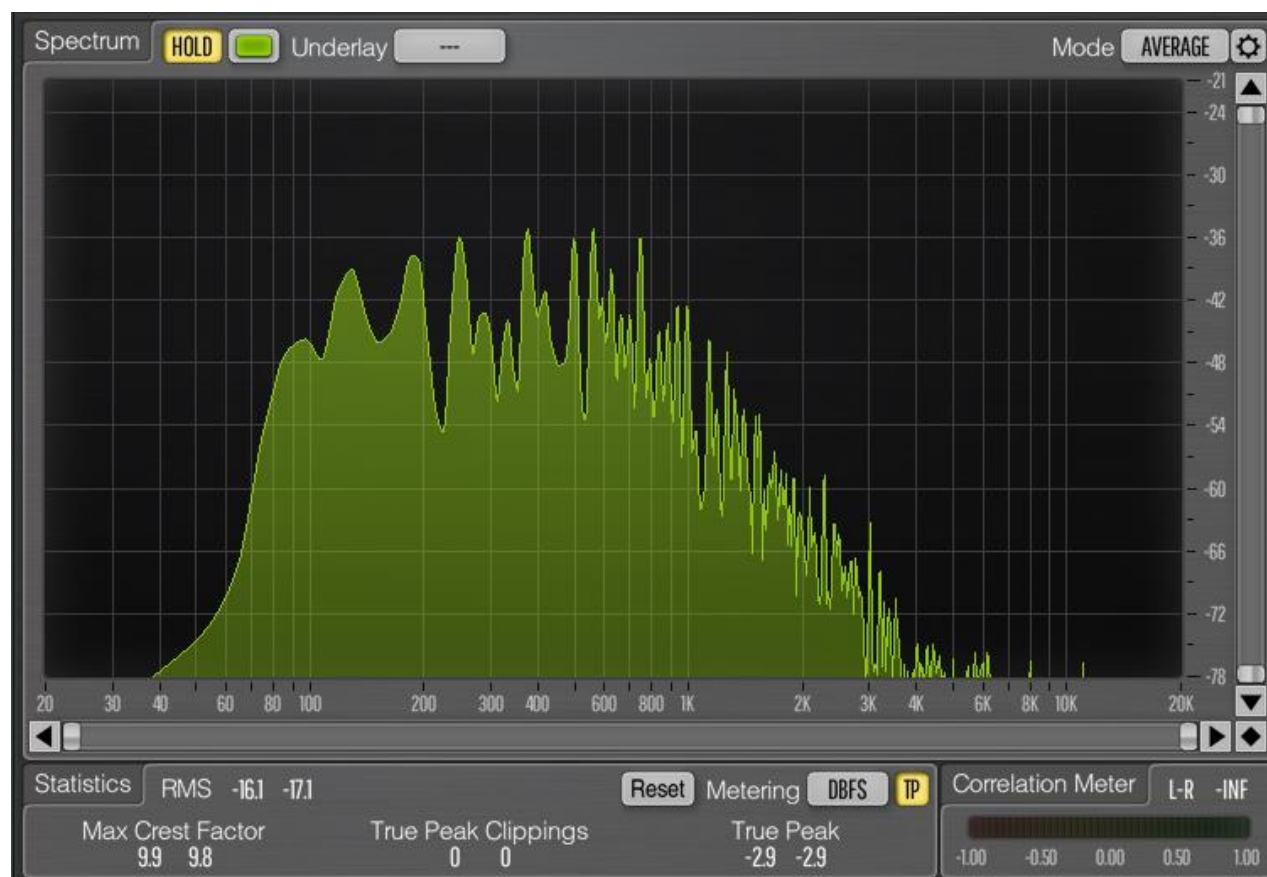 Spectrum HOLD Underlay --- Mode AVERAGE
-21
-24
-30
-36
-42
-48
-54
-60
-66
-72
-78
20 30 40 60 80 100 200 300 400 600 800 1K 2K 3K 4K 6K 8K 10K 20K
Statistics RMS -16.1 -17.1 Reset Metering DBFS TP
Max Crest Factor True Peak Clippings True Peak
9.9 9.8 0 0 -2.9 -2.9
Correlation Meter L-R -INF
-1.00 -0.50 0.00 0.50 1.00